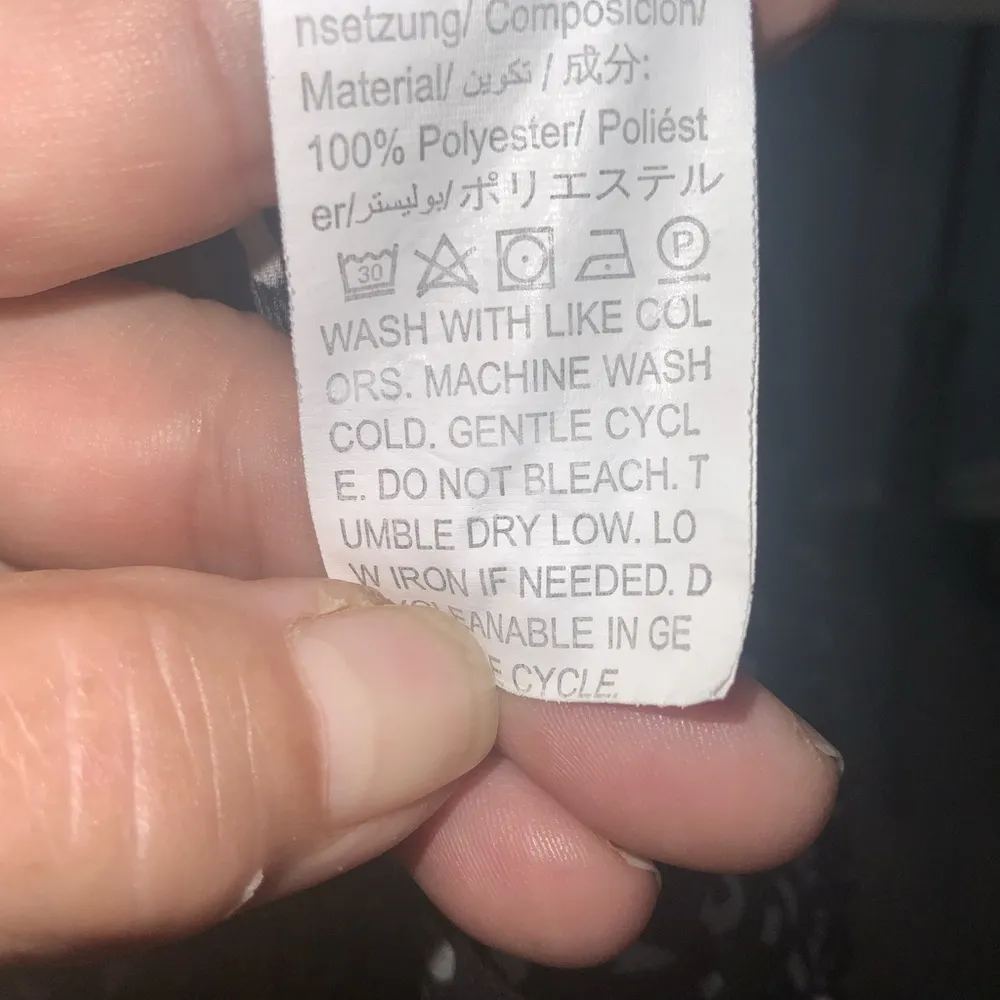 nsetzung/ Composición/
Material/ تكوين / 成分:
100% Polyester/ Poliést
er/بوليستر/ポリエステル
30 P
WASH WITH LIKE COL
ORS. MACHINE WASH
COLD. GENTLE CYCL
E. DO NOT BLEACH. T
UMBLE DRY LOW. LO
W IRON IF NEEDED. D
CLEANABLE IN GE
E CYCLE.